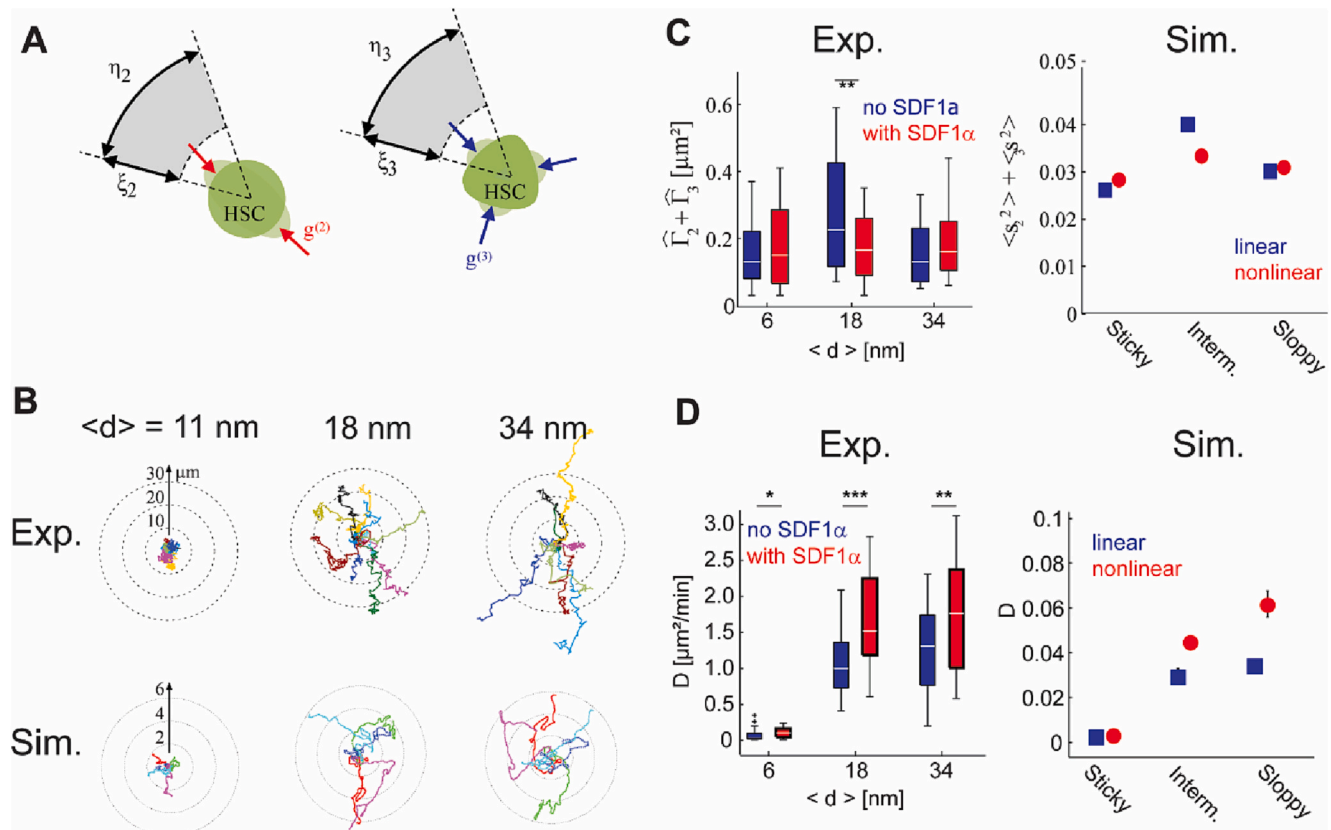 A
η2
ξ2
HSC
g(2)
η3
ξ3
HSC
g(3)
B
<d> = 11 nm
18 nm
34 nm
Exp.
30
μm
20
10
Sim.
6
4
2
C
Exp.
Γ̂2 + Γ̂3 [μm²]
0.6
0.4
0.2
0
**
no SDF1a
with SDF1α
6
18
34
< d > [nm]
Sim.
<s2²> + <s3²>
0.05
0.04
0.03
0.02
0.01
0
linear
nonlinear
Sticky
Interm.
Sloppy
D
Exp.
D [μm²/min]
3.0
2.5
2.0
1.5
1.0
0.5
0
*
***
**
no SDF1α
with SDF1α
6
18
34
< d > [nm]
Sim.
D
0.1
0.08
0.06
0.04
0.02
0
linear
nonlinear
Sticky
Interm.
Sloppy